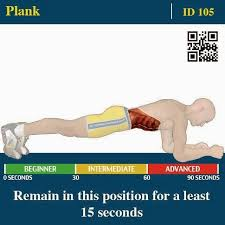 Plank
ID 105
BEGINNER INTERMEDIATE ADVANCED
0 SECONDS 30 60 90 SECONDS
Remain in this position for a least
15 seconds